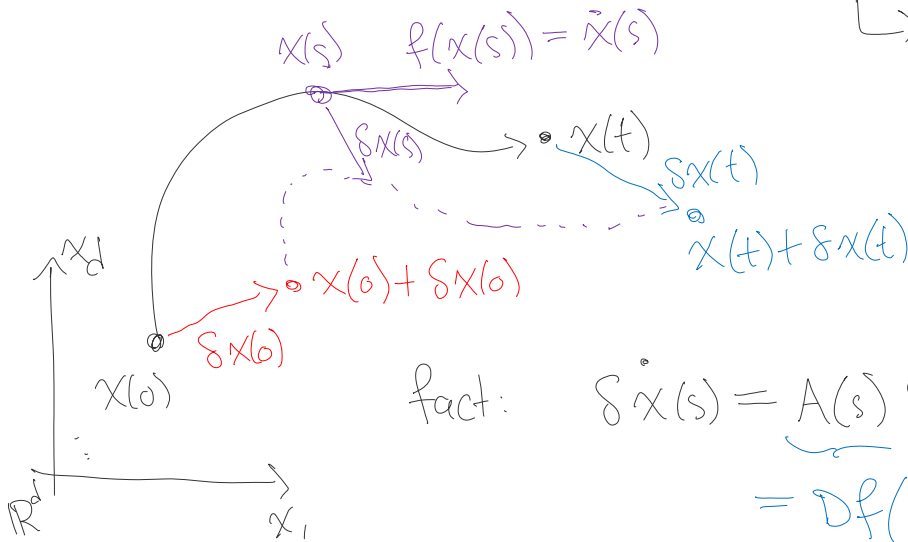 x(s) f(x(s)) = ẋ(s)
δx(s)
x(t)
δx(t)
x(t) + δx(t)
x_d
x(0) + δx(0)
δx(0)
x(0)
fact: δẋ(s) = A(s)
= Df(
ℝ^d
x_1